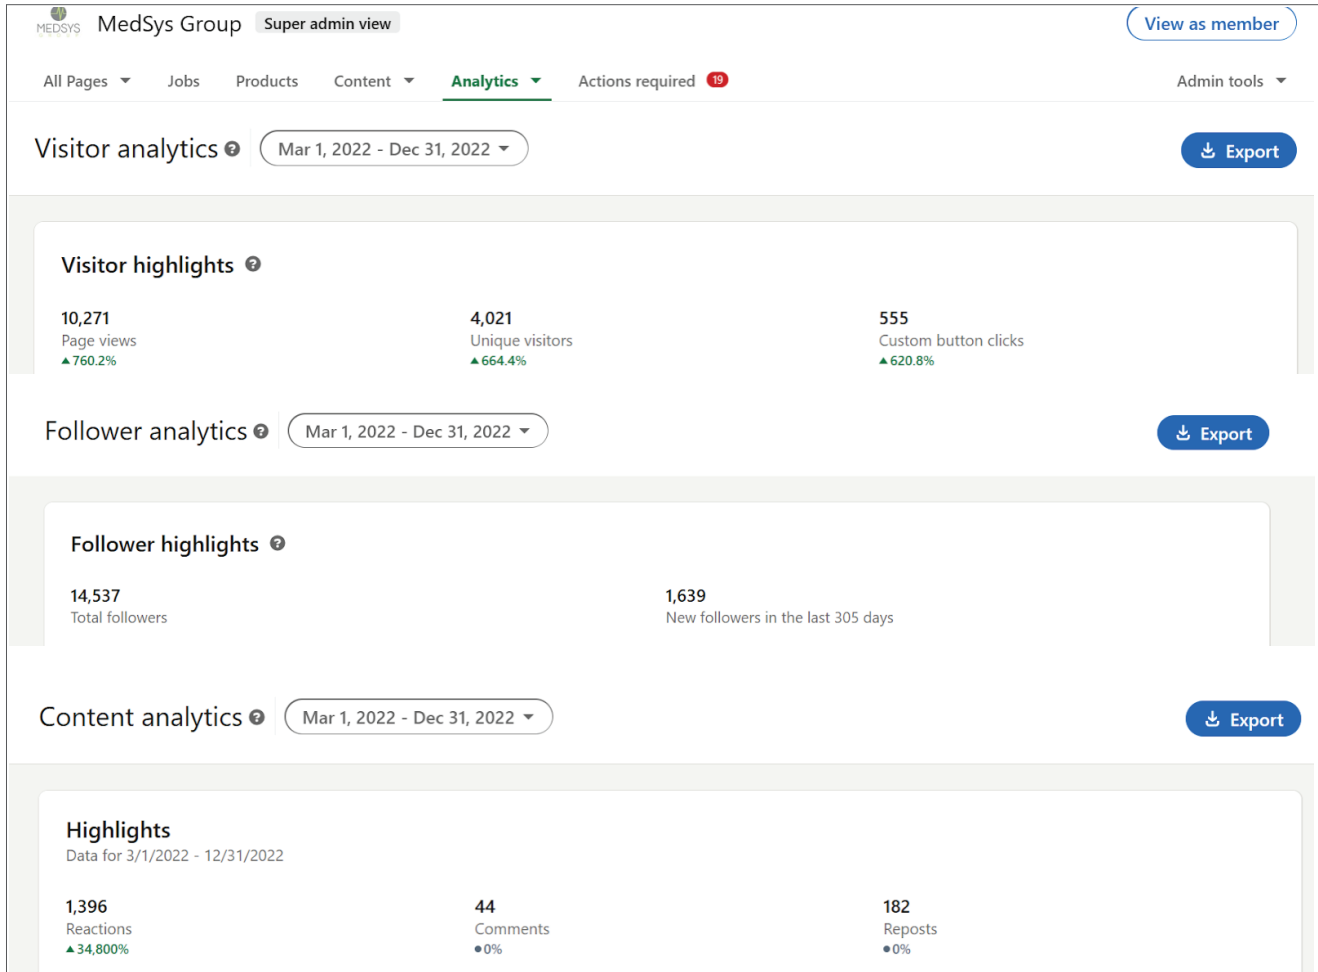 MEDSYS
GROUP
MedSys Group Super admin view View as member
All Pages Jobs Products Content Analytics Actions required 19 Admin tools
Visitor analytics ? Mar 1, 2022 - Dec 31, 2022 Export
Visitor highlights ?
10,271 4,021 555
Page views Unique visitors Custom button clicks
▲760.2% ▲664.4% ▲620.8%
Follower analytics ? Mar 1, 2022 - Dec 31, 2022 Export
Follower highlights ?
14,537 1,639
Total followers New followers in the last 305 days
Content analytics ? Mar 1, 2022 - Dec 31, 2022 Export
Highlights
Data for 3/1/2022 - 12/31/2022
1,396 44 182
Reactions Comments Reposts
▲34,800% ●0% ●0%